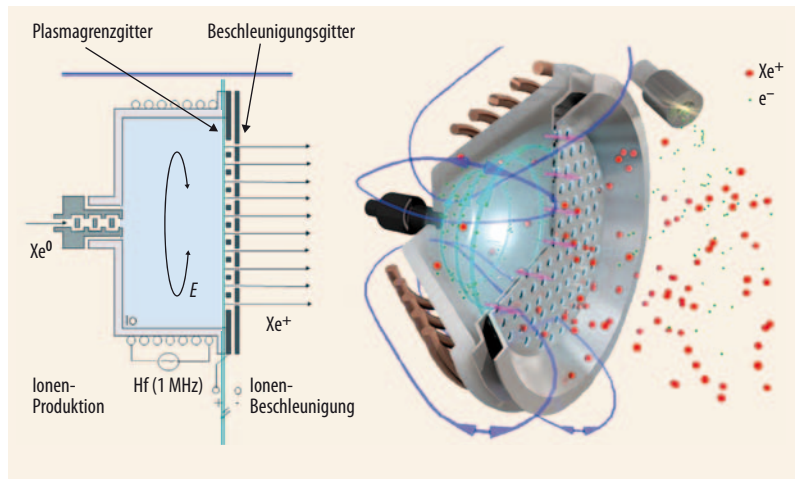 Plasmagrenzgitter
Beschleunigungsgitter
Xe⁺
e⁻
Xe⁰
E
Xe⁺
Ionen-
Produktion
Hf (1 MHz)
+ -
Ionen-
Beschleunigung